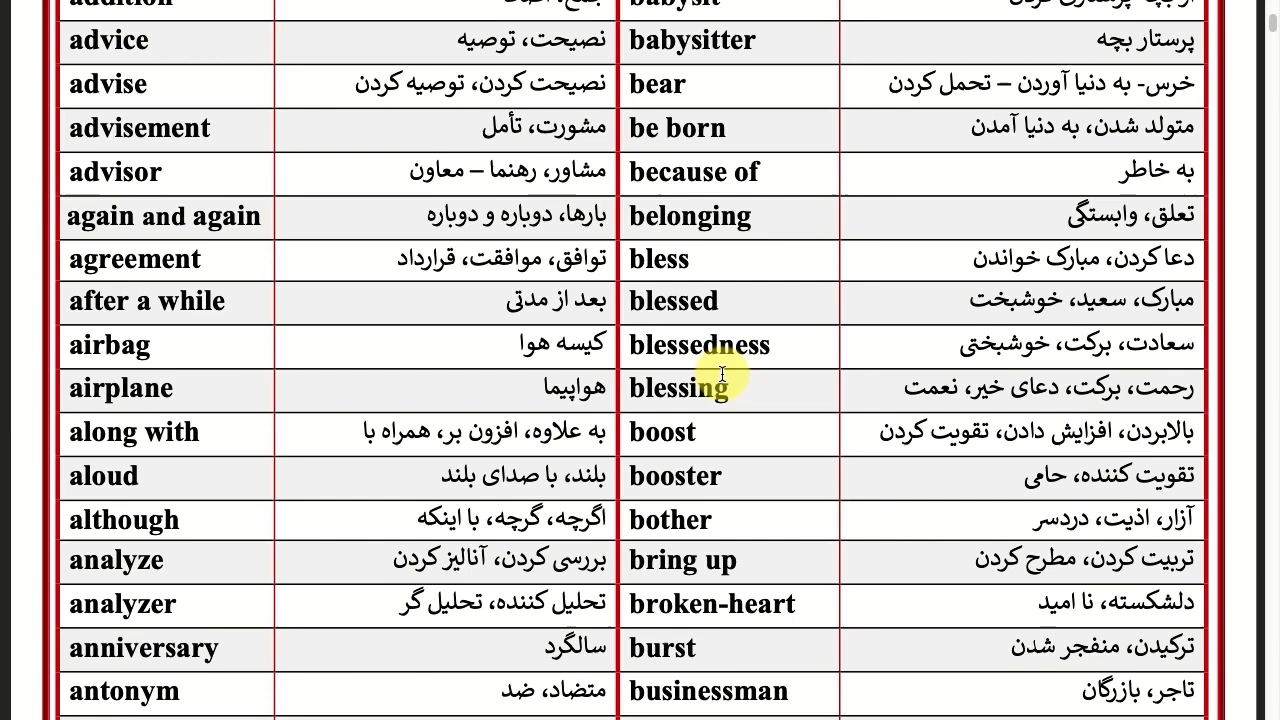 addition babysit
advice نصیحت، توصیه babysitter پرستار بچه
advise نصیحت کردن، توصیه کردن bear خرس- به دنیا آوردن – تحمل کردن
advisement مشورت، تأمل be born متولد شدن، به دنیا آمدن
advisor مشاور، رهنما – معاون because of به خاطر
again and again بارها، دوباره و دوباره belonging تعلق، وابستگی
agreement توافق، موافقت، قرارداد bless دعا کردن، مبارک خواندن
after a while بعد از مدتی blessed مبارک، سعید، خوشبخت
airbag کیسه هوا blessedness سعادت، برکت، خوشبختی
airplane هواپیما blessing رحمت، برکت، دعای خیر، نعمت
along with به علاوه، افزون بر، همراه با boost بالابردن، افزایش دادن، تقویت کردن
aloud بلند، با صدای بلند booster تقویت کننده، حامی
although اگرچه، گرچه، با اینکه bother آزار، اذیت، دردسر
analyze بررسی کردن، آنالیز کردن bring up تربیت کردن، مطرح کردن
analyzer تحلیل کننده، تحلیل گر broken-heart دلشکسته، نا امید
anniversary سالگرد burst ترکیدن، منفجر شدن
antonym متضاد، ضد businessman تاجر، بازرگان